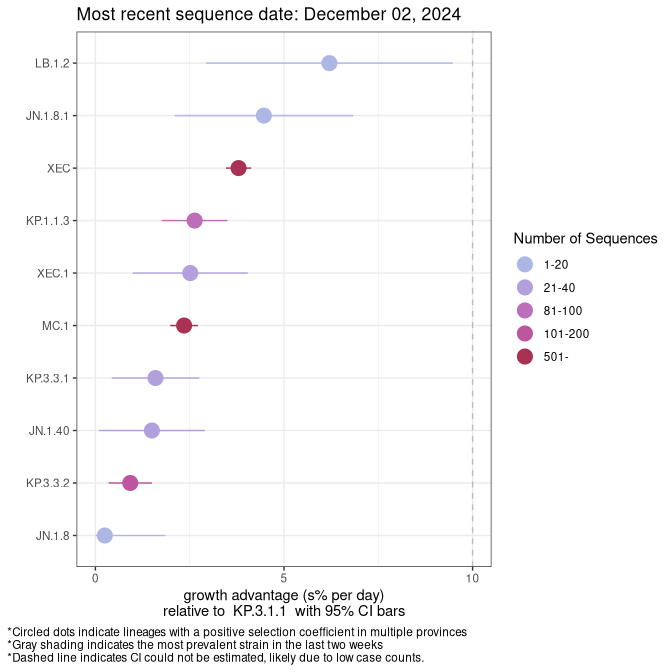 Most recent sequence date: December 02, 2024
LB.1.2
JN.1.8.1
XEC
KP.1.1.3
XEC.1
MC.1
KP.3.3.1
JN.1.40
KP.3.3.2
JN.1.8
0
5
10
growth advantage (s% per day)
relative to KP.3.1.1 with 95% CI bars
Number of Sequences
1-20
21-40
81-100
101-200
501-
*Circled dots indicate lineages with a positive selection coefficient in multiple provinces
*Gray shading indicates the most prevalent strain in the last two weeks
*Dashed line indicates CI could not be estimated, likely due to low case counts.